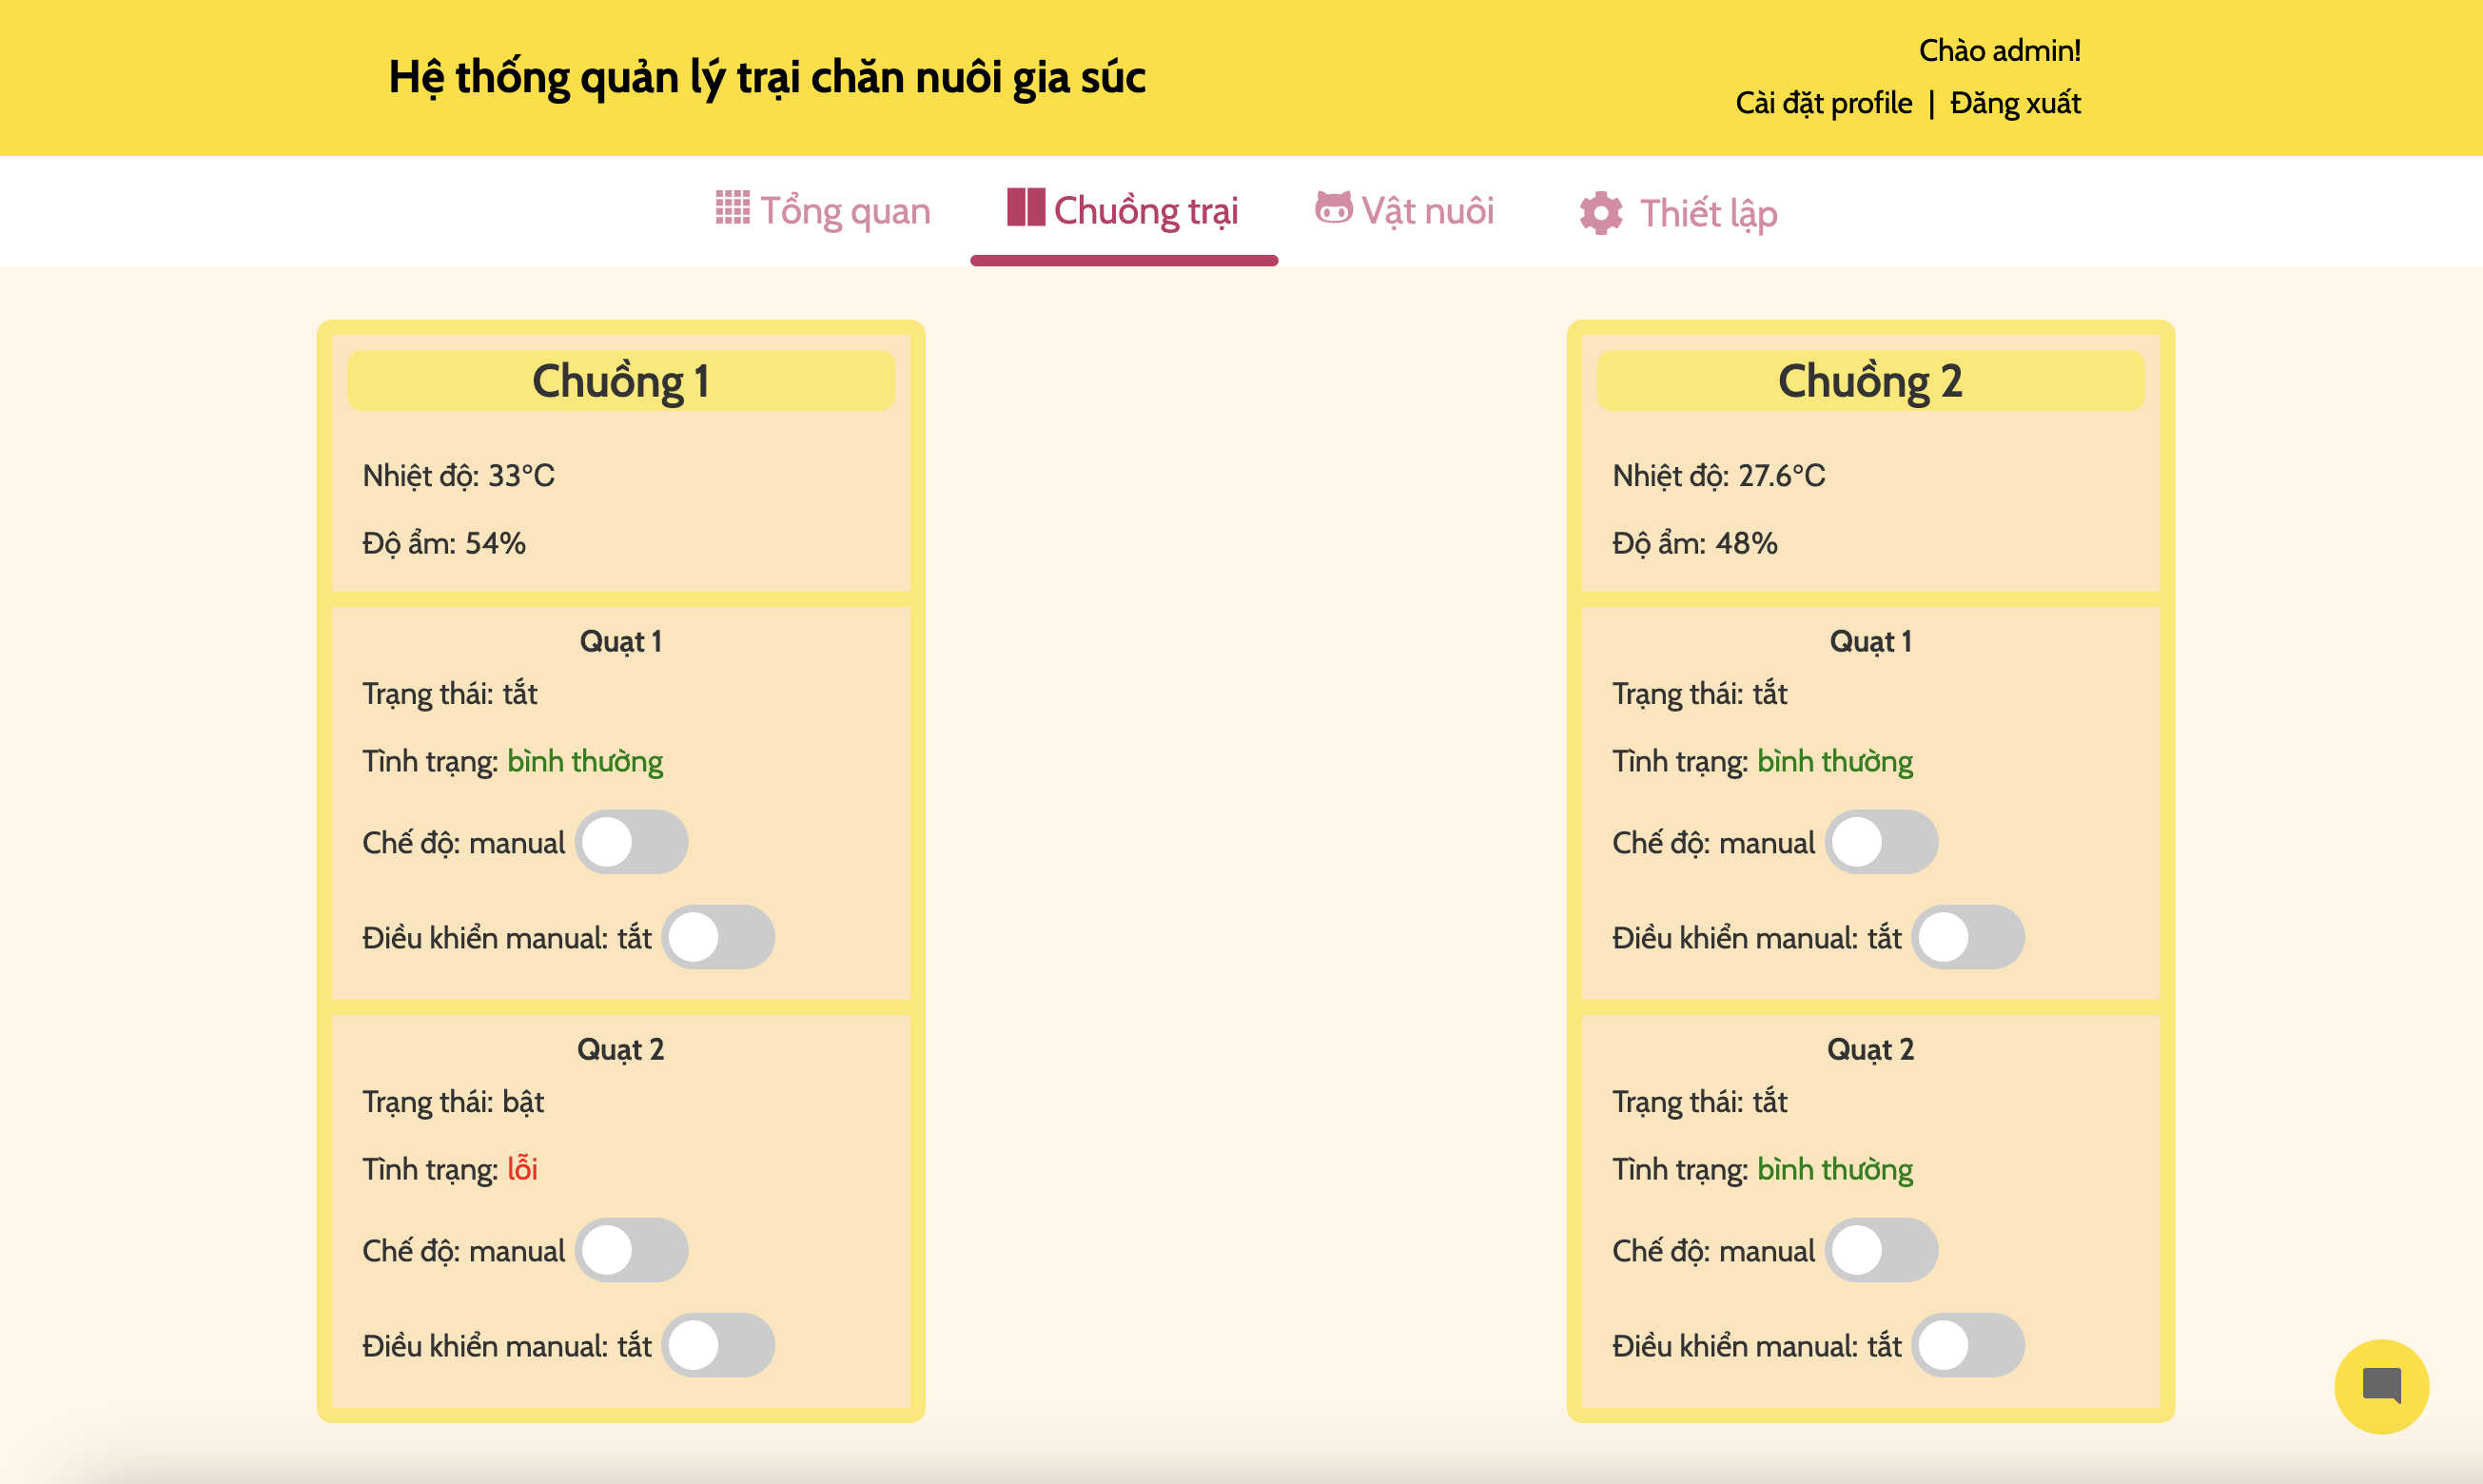 Hệ thống quản lý trại chăn nuôi gia súc
Chào admin!
Cài đặt profile | Đăng xuất
Tổng quan
Chuồng trại
Vật nuôi
Thiết lập
Chuồng 1
Nhiệt độ: 33°C
Độ ẩm: 54%
Quạt 1
Trạng thái: tắt
Tình trạng: bình thường
Chế độ: manual
Điều khiển manual: tắt
Quạt 2
Trạng thái: bật
Tình trạng: lỗi
Chế độ: manual
Điều khiển manual: tắt
Chuồng 2
Nhiệt độ: 27.6°C
Độ ẩm: 48%
Quạt 1
Trạng thái: tắt
Tình trạng: bình thường
Chế độ: manual
Điều khiển manual: tắt
Quạt 2
Trạng thái: tắt
Tình trạng: bình thường
Chế độ: manual
Điều khiển manual: tắt